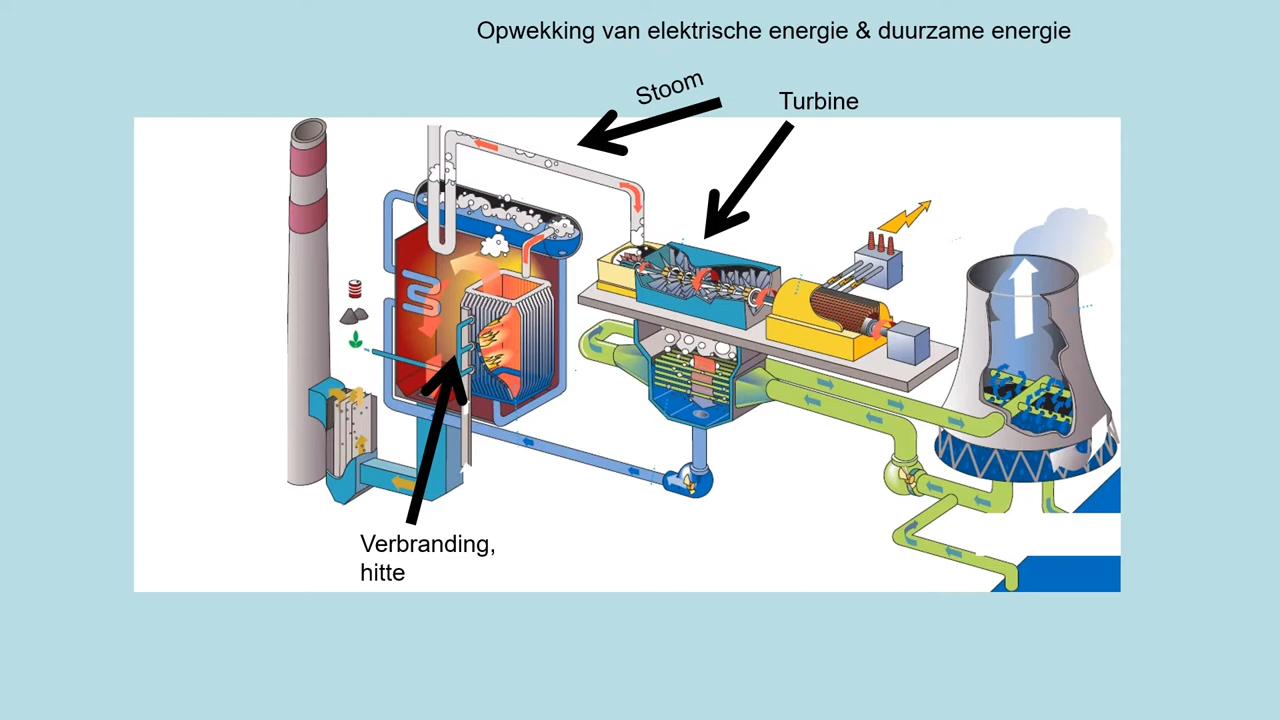 Opwekking van elektrische energie & duurzame energie
Stoom
Turbine
Verbranding,
hitte